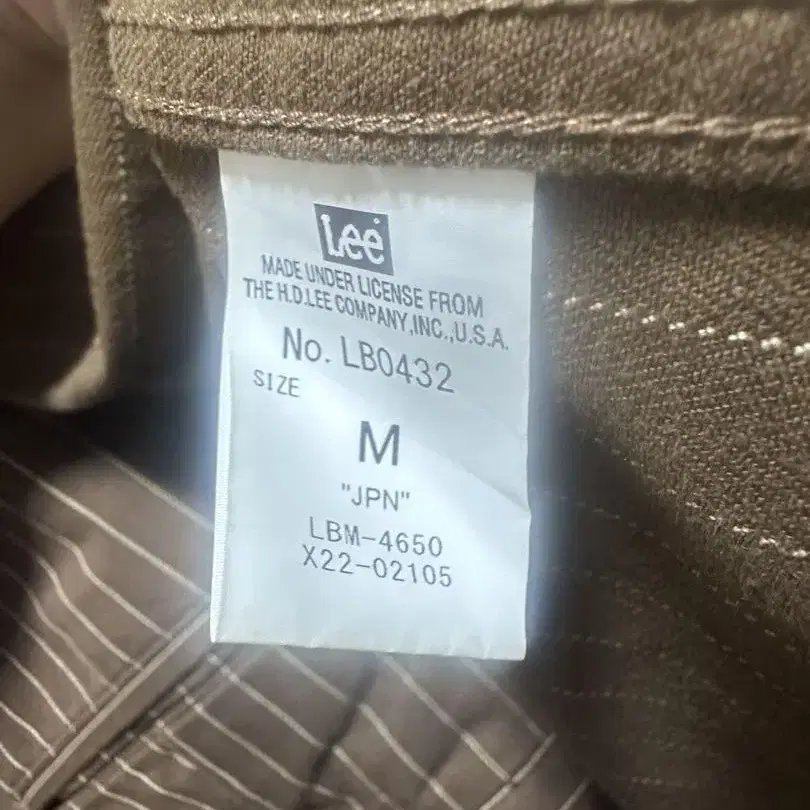 Lee
MADE UNDER LICENSE FROM
THE H.D.LEE COMPANY,INC.,U.S.A.
No. LB0432
SIZE
M
"JPN"
LBM-4650
X22-02105